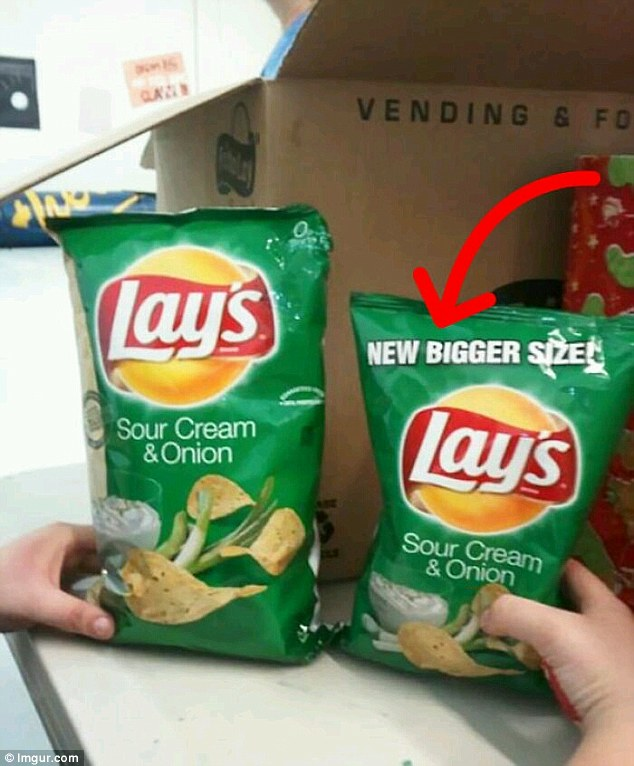 VENDING & FO
Lay's
Sour Cream
& Onion
NEW BIGGER SIZE!
Lay's
Sour Cream
& Onion
© Imgur.com